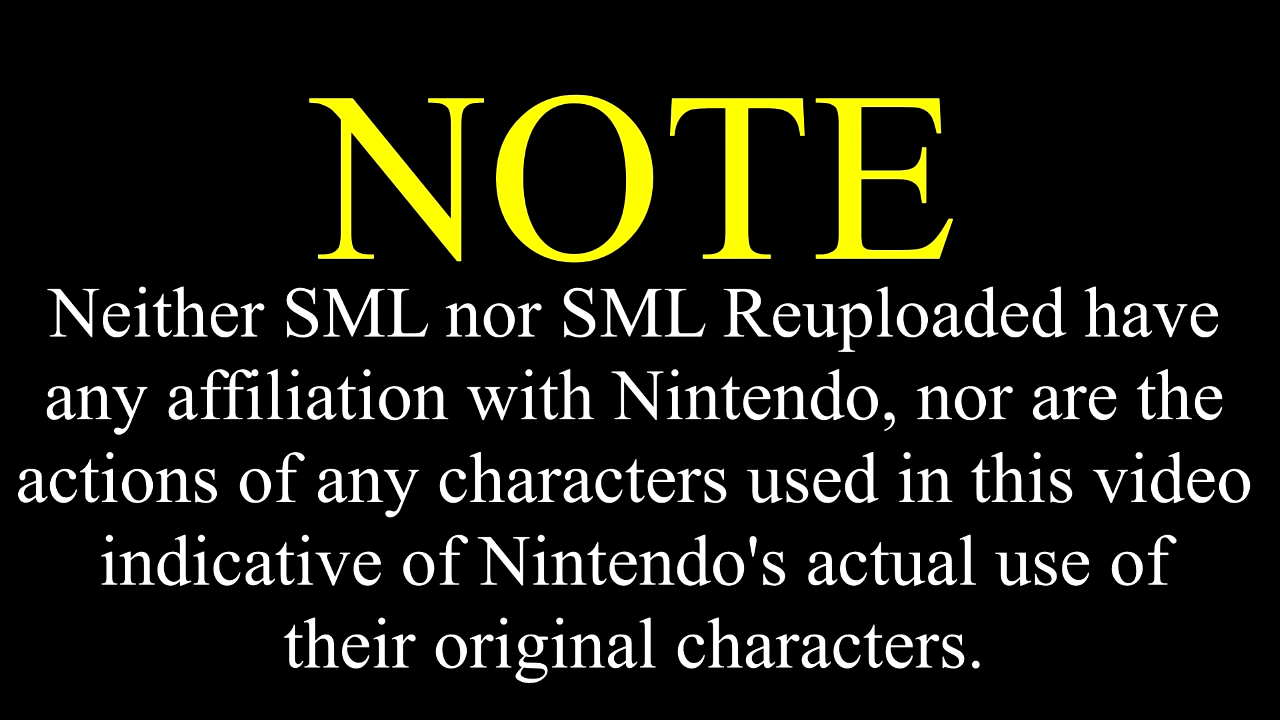 NOTE
Neither SML nor SML Reuploaded have
any affiliation with Nintendo, nor are the
actions of any characters used in this video
indicative of Nintendo's actual use of
their original characters.